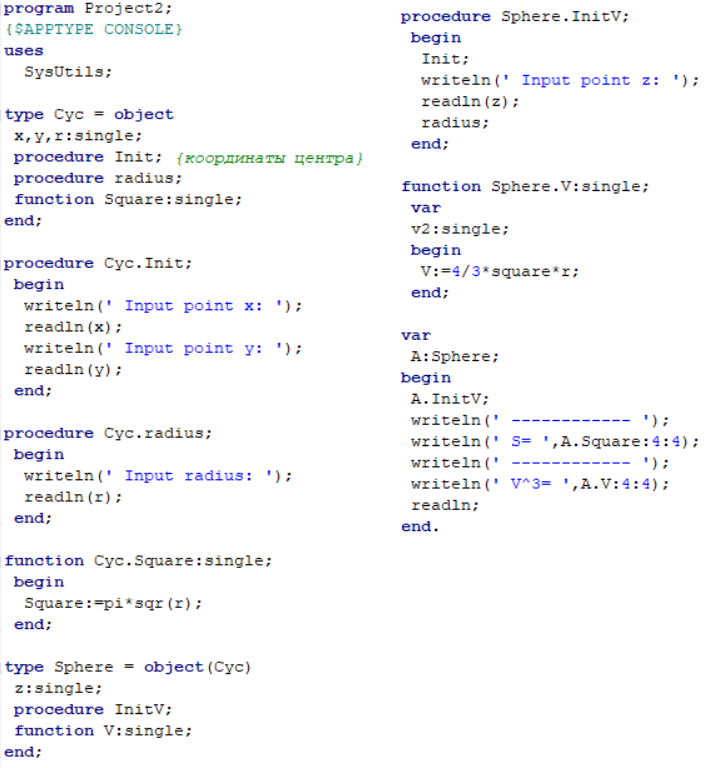 program Project2;
{$APPTYPE CONSOLE}
uses
SysUtils;
type Cyc = object
x,y,r:single;
procedure Init; {координаты центра}
procedure radius;
function Square:single;
end;
procedure Cyc.Init;
begin
writeln(' Input point x: ');
readln(x);
writeln(' Input point y: ');
readln(y);
end;
procedure Cyc.radius;
begin
writeln(' Input radius: ');
readln(r);
end;
function Cyc.Square:single;
begin
Square:=pi*sqr(r);
end;
type Sphere = object(Cyc)
z:single;
procedure InitV;
function V:single;
end;
procedure Sphere.InitV;
begin
Init;
writeln(' Input point z: ');
readln(z);
radius;
end;
function Sphere.V:single;
var
v2:single;
begin
V:=4/3*square*r;
end;
var
A:Sphere;
begin
A.InitV;
writeln(' ------------ ');
writeln(' S= ',A.Square:4:4);
writeln(' ------------ ');
writeln(' V^3= ',A.V:4:4);
readln;
end.